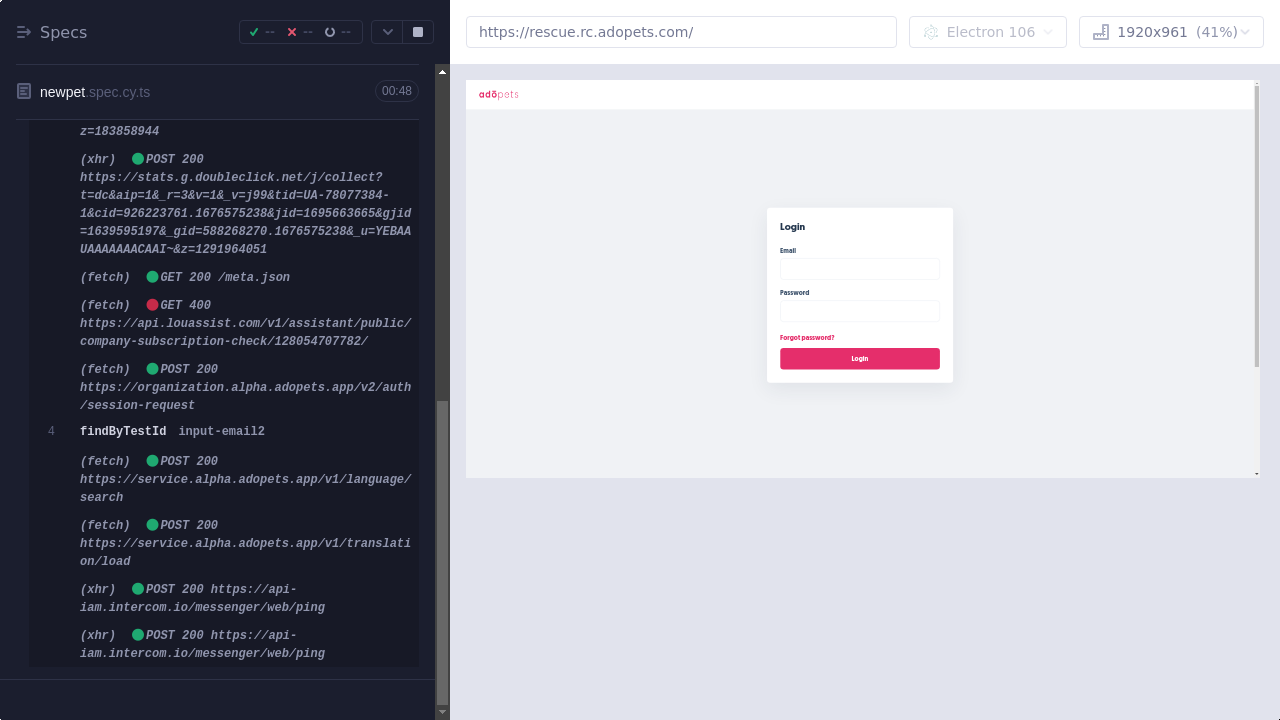 Specs
-- -- --
newpet.spec.cy.ts
00:48
z=183858944
(xhr) POST 200
https://stats.g.doubleclick.net/j/collect?
t=dc&aip=1&_r=3&v=1&_v=j99&tid=UA-78077384-
1&cid=926223761.1676575238&jid=1695663665&gjid
=1639595197&_gid=588268270.1676575238&_u=YEBAA
UAAAAAAACAAI~&z=1291964051
(fetch) GET 200 /meta.json
(fetch) GET 400
https://api.louassist.com/v1/assistant/public/
company-subscription-check/128054707782/
(fetch) POST 200
https://organization.alpha.adopets.app/v2/auth
/session-request
4 findByTestId input-email2
(fetch) POST 200
https://service.alpha.adopets.app/v1/language/
search
(fetch) POST 200
https://service.alpha.adopets.app/v1/translati
on/load
(xhr) POST 200 https://api-
iam.intercom.io/messenger/web/ping
(xhr) POST 200 https://api-
iam.intercom.io/messenger/web/ping
https://rescue.rc.adopets.com/
Electron 106
1920x961 (41%)
adõpets
Login
Email
Password
Forgot password?
Login